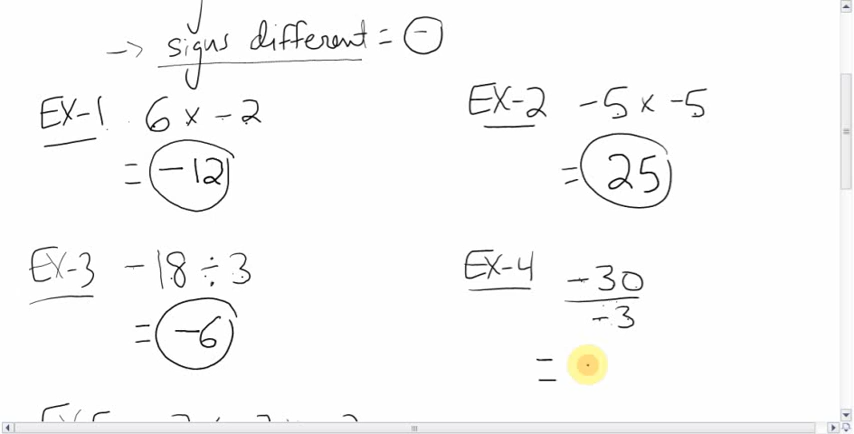 -> signs different = -
EX-1 6 x -2
= -12
EX-2 -5 x -5
= 25
EX-3 -18 ÷ 3
= -6
EX-4 -30
-3
=